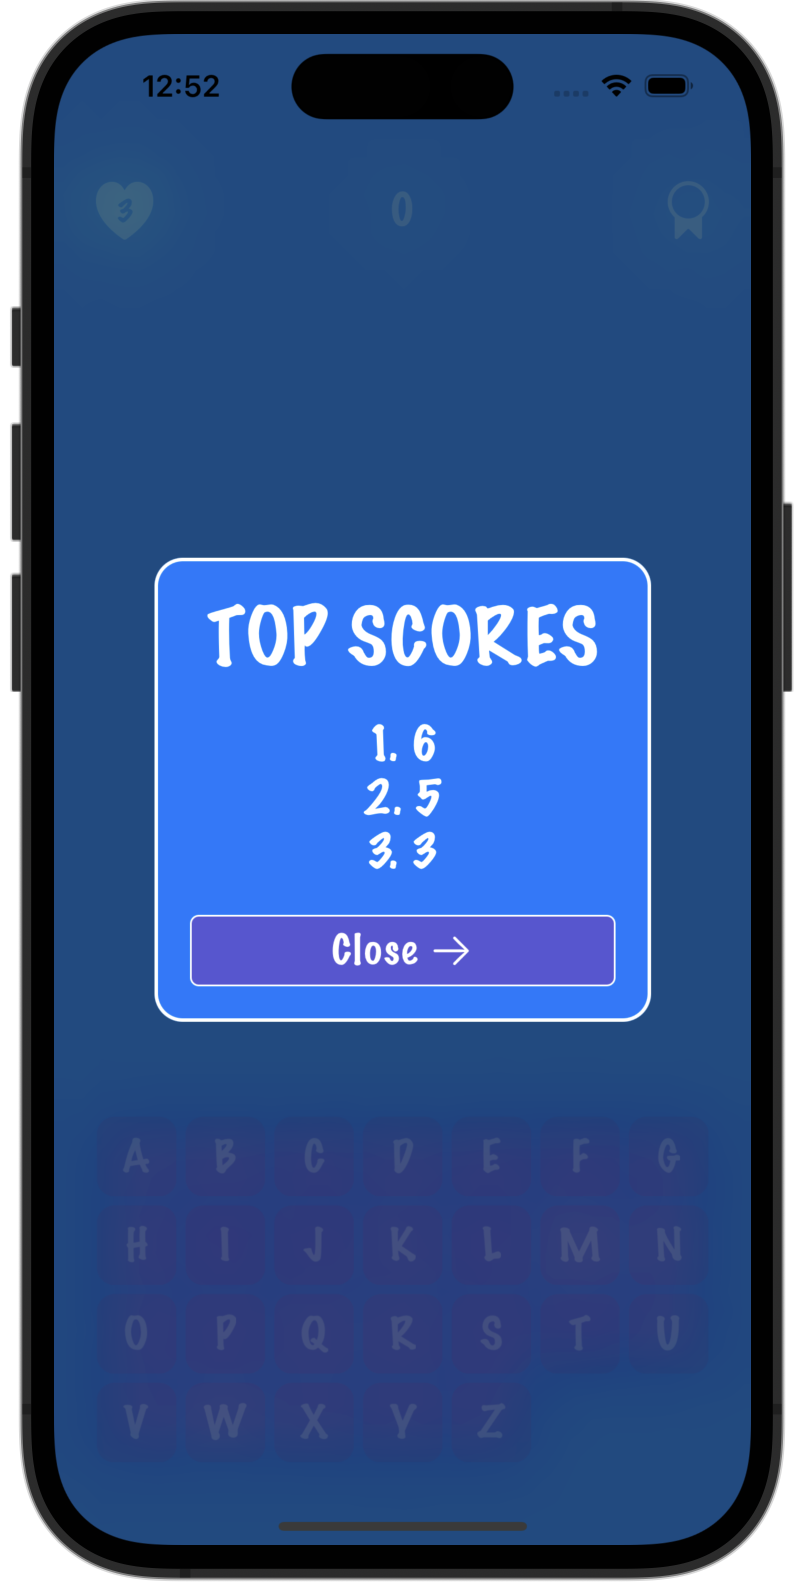 12:52
3
0
TOP SCORES
1. 6
2. 5
3. 3
Close →
A B C D E F G
H I J K L M N
O P Q R S T U
V W X Y Z